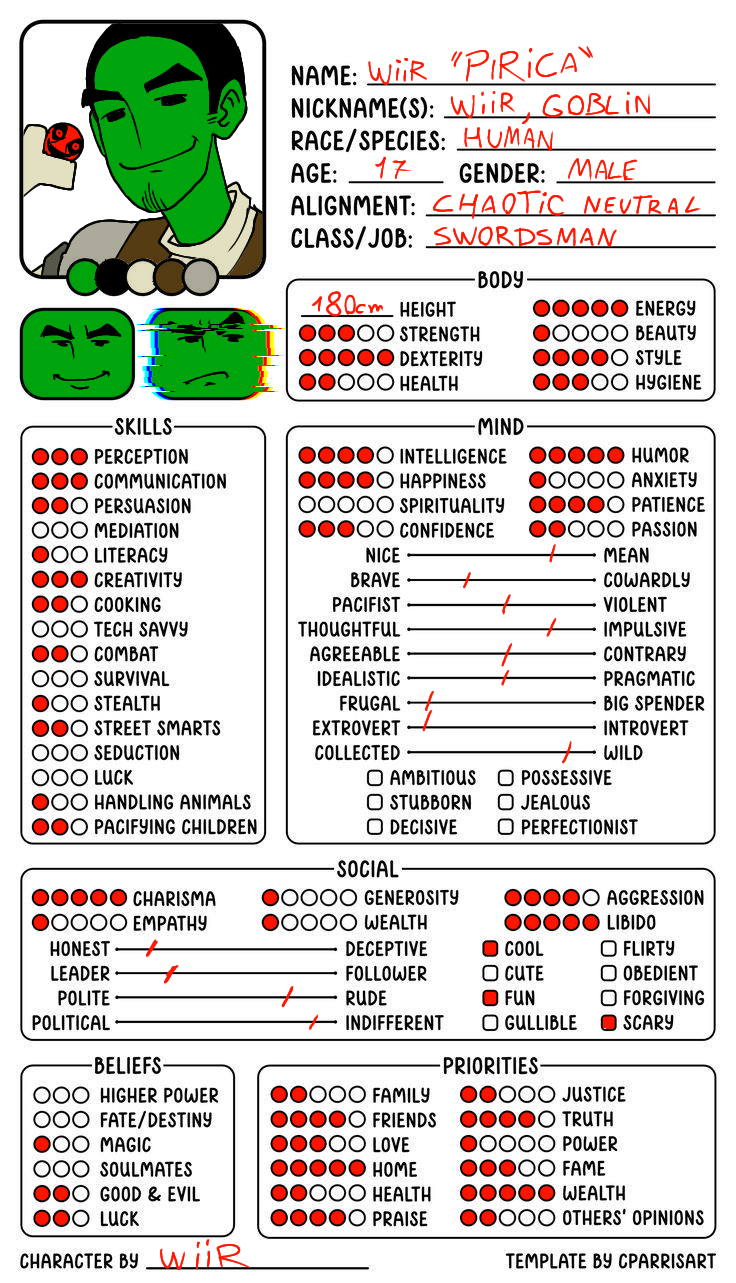 NAME: WiiR "PIRiCA"
NICKNAME(S): WiiR, GOBLiN
RACE/SPECIES: HUMAN
AGE: 17 GENDER: MALE
ALIGNMENT: CHAOTiC NEUTRAL
CLASS/JOB: SWORDSMAN
BODY
180cm HEIGHT
STRENGTH
DEXTERITY
HEALTH
ENERGY
BEAUTY
STYLE
HYGIENE
SKILLS
PERCEPTION
COMMUNICATION
PERSUASION
MEDIATION
LITERACY
CREATIVITY
COOKING
TECH SAVVY
COMBAT
SURVIVAL
STEALTH
STREET SMARTS
SEDUCTION
LUCK
HANDLING ANIMALS
PACIFYING CHILDREN
MIND
INTELLIGENCE
HAPPINESS
SPIRITUALITY
CONFIDENCE
HUMOR
ANXIETY
PATIENCE
PASSION
NICE MEAN
BRAVE COWARDLY
PACIFIST VIOLENT
THOUGHTFUL IMPULSIVE
AGREEABLE CONTRARY
IDEALISTIC PRAGMATIC
FRUGAL BIG SPENDER
EXTROVERT INTROVERT
COLLECTED WILD
AMBITIOUS POSSESSIVE
STUBBORN JEALOUS
DECISIVE PERFECTIONIST
SOCIAL
CHARISMA GENEROSITY AGGRESSION
EMPATHY WEALTH LIBIDO
HONEST DECEPTIVE
LEADER FOLLOWER
POLITE RUDE
POLITICAL INDIFFERENT
COOL FLIRTY
CUTE OBEDIENT
FUN FORGIVING
GULLIBLE SCARY
BELIEFS
HIGHER POWER
FATE/DESTINY
MAGIC
SOULMATES
GOOD & EVIL
LUCK
PRIORITIES
FAMILY JUSTICE
FRIENDS TRUTH
LOVE POWER
HOME FAME
HEALTH WEALTH
PRAISE OTHERS' OPINIONS
CHARACTER BY WiiR
TEMPLATE BY CPARRISART